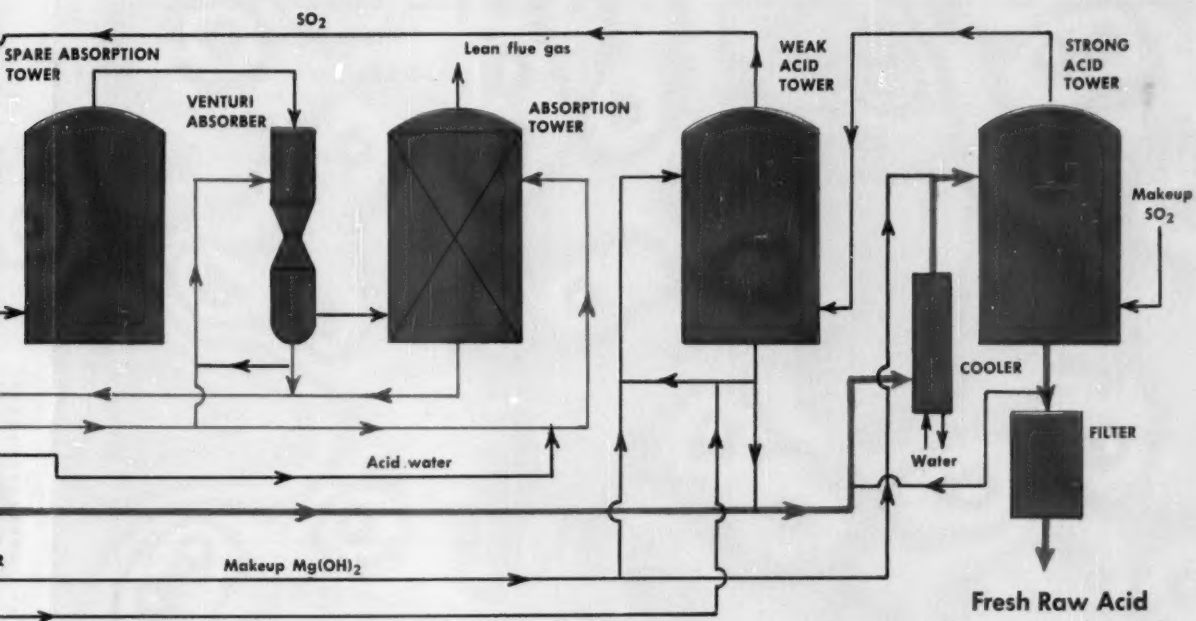 SO2
SPARE ABSORPTION
TOWER
VENTURI
ABSORBER
Lean flue gas
ABSORPTION
TOWER
WEAK
ACID
TOWER
STRONG
ACID
TOWER
Makeup
SO2
COOLER
FILTER
Water
Acid water
R
Makeup Mg(OH)2
Fresh Raw Acid